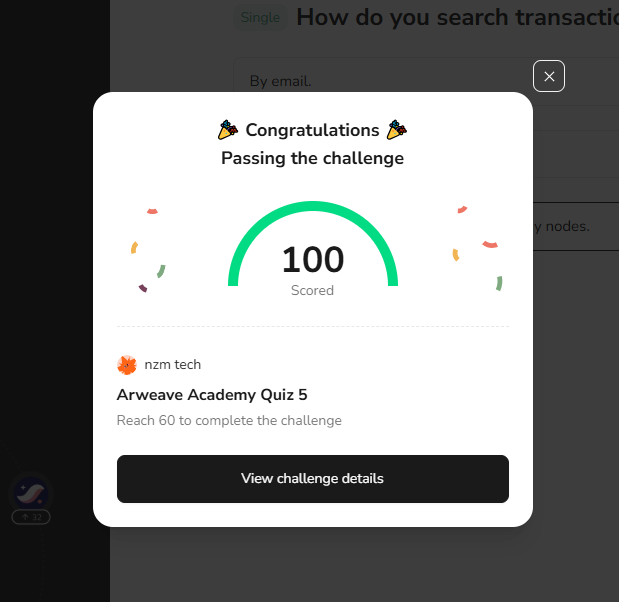 Single How do you search transactio
By email.
Congratulations
Passing the challenge
100
Scored
y nodes.
nzm tech
Arweave Academy Quiz 5
Reach 60 to complete the challenge
View challenge details